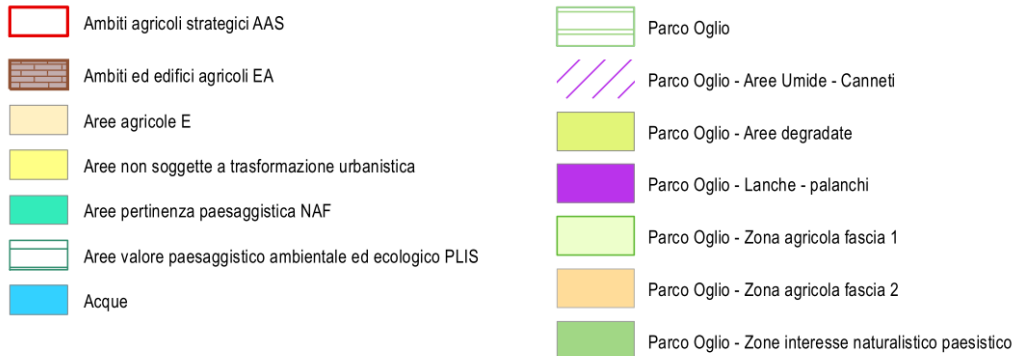 Ambiti agricoli strategici AAS
Ambiti ed edifici agricoli EA
Aree agricole E
Aree non soggette a trasformazione urbanistica
Aree pertinenza paesaggistica NAF
Aree valore paesaggistico ambientale ed ecologico PLIS
Acque
Parco Oglio
Parco Oglio - Aree Umide - Canneti
Parco Oglio - Aree degradate
Parco Oglio - Lanche - palanchi
Parco Oglio - Zona agricola fascia 1
Parco Oglio - Zona agricola fascia 2
Parco Oglio - Zone interesse naturalistico paesistico